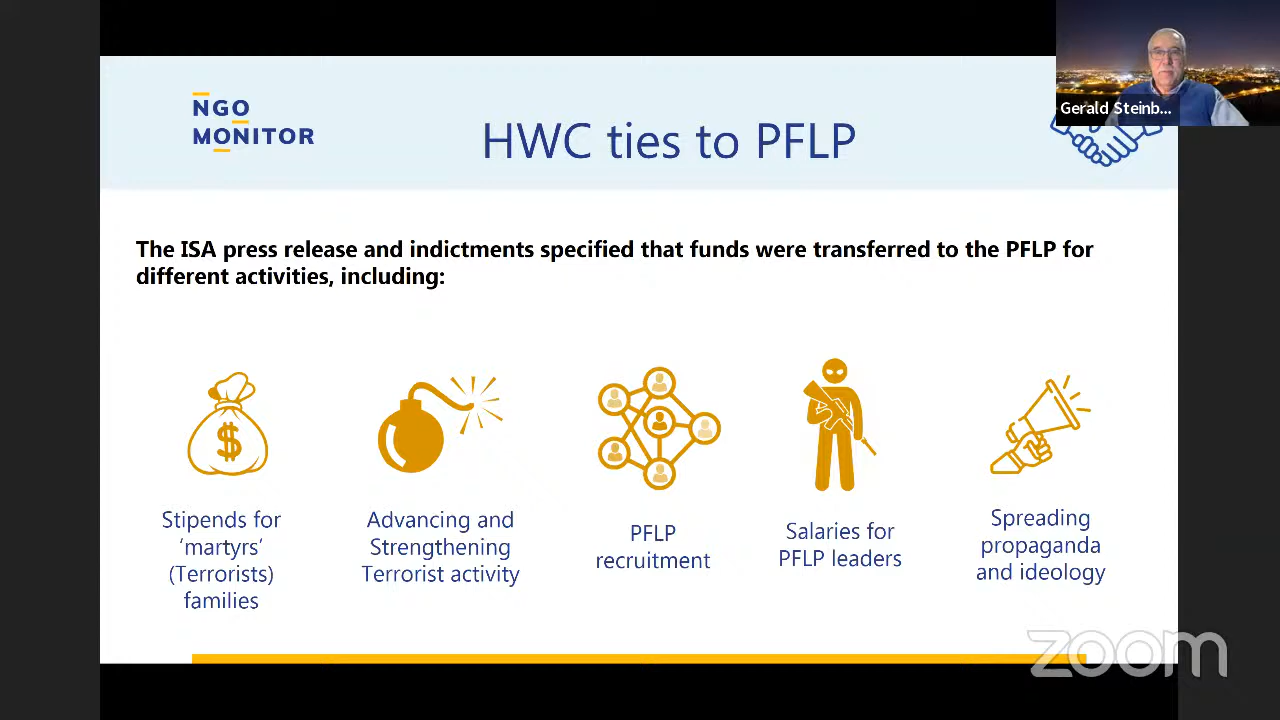 NGO
MONITOR
HWC ties to PFLP
Gerald Steinb...
The ISA press release and indictments specified that funds were transferred to the PFLP for
different activities, including:
$
Stipends for
‘martyrs’
(Terrorists)
families
Advancing and
Strengthening
Terrorist activity
PFLP
recruitment
Salaries for
PFLP leaders
Spreading
propaganda
and ideology
zoom